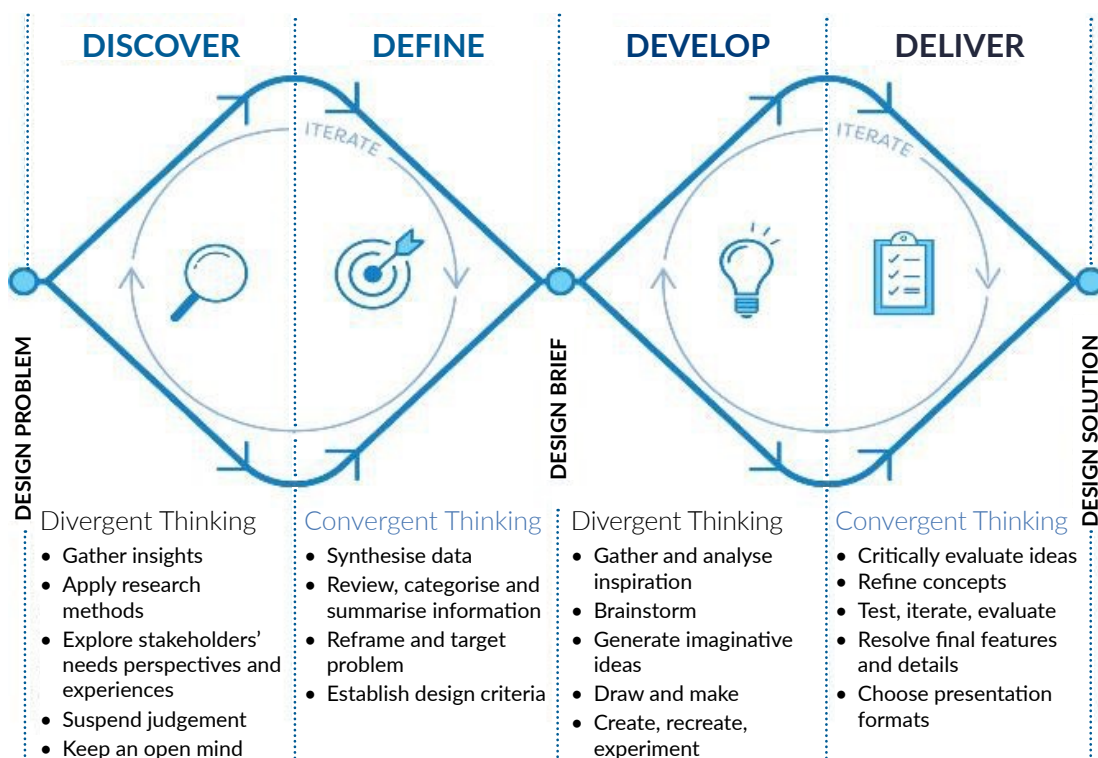 DISCOVER
DEFINE
DEVELOP
DELIVER
ITERATE
ITERATE
DESIGN PROBLEM
DESIGN BRIEF
DESIGN SOLUTION
Divergent Thinking
• Gather insights
• Apply research
methods
• Explore stakeholders’
needs perspectives and
experiences
• Suspend judgement
• Keep an open mind
Convergent Thinking
• Synthesise data
• Review, categorise and
summarise information
• Reframe and target
problem
• Establish design criteria
Divergent Thinking
• Gather and analyse
inspiration
• Brainstorm
• Generate imaginative
ideas
• Draw and make
• Create, recreate,
experiment
Convergent Thinking
• Critically evaluate ideas
• Refine concepts
• Test, iterate, evaluate
• Resolve final features
and details
• Choose presentation
formats